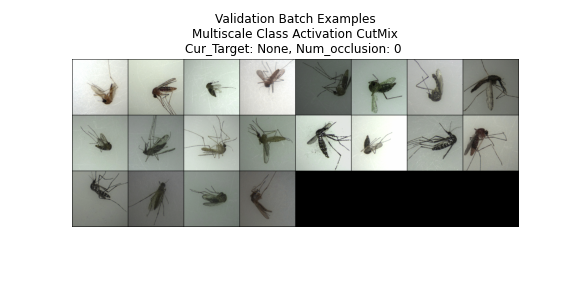 Validation Batch Examples
Multiscale Class Activation CutMix
Cur_Target: None, Num_occlusion: 0